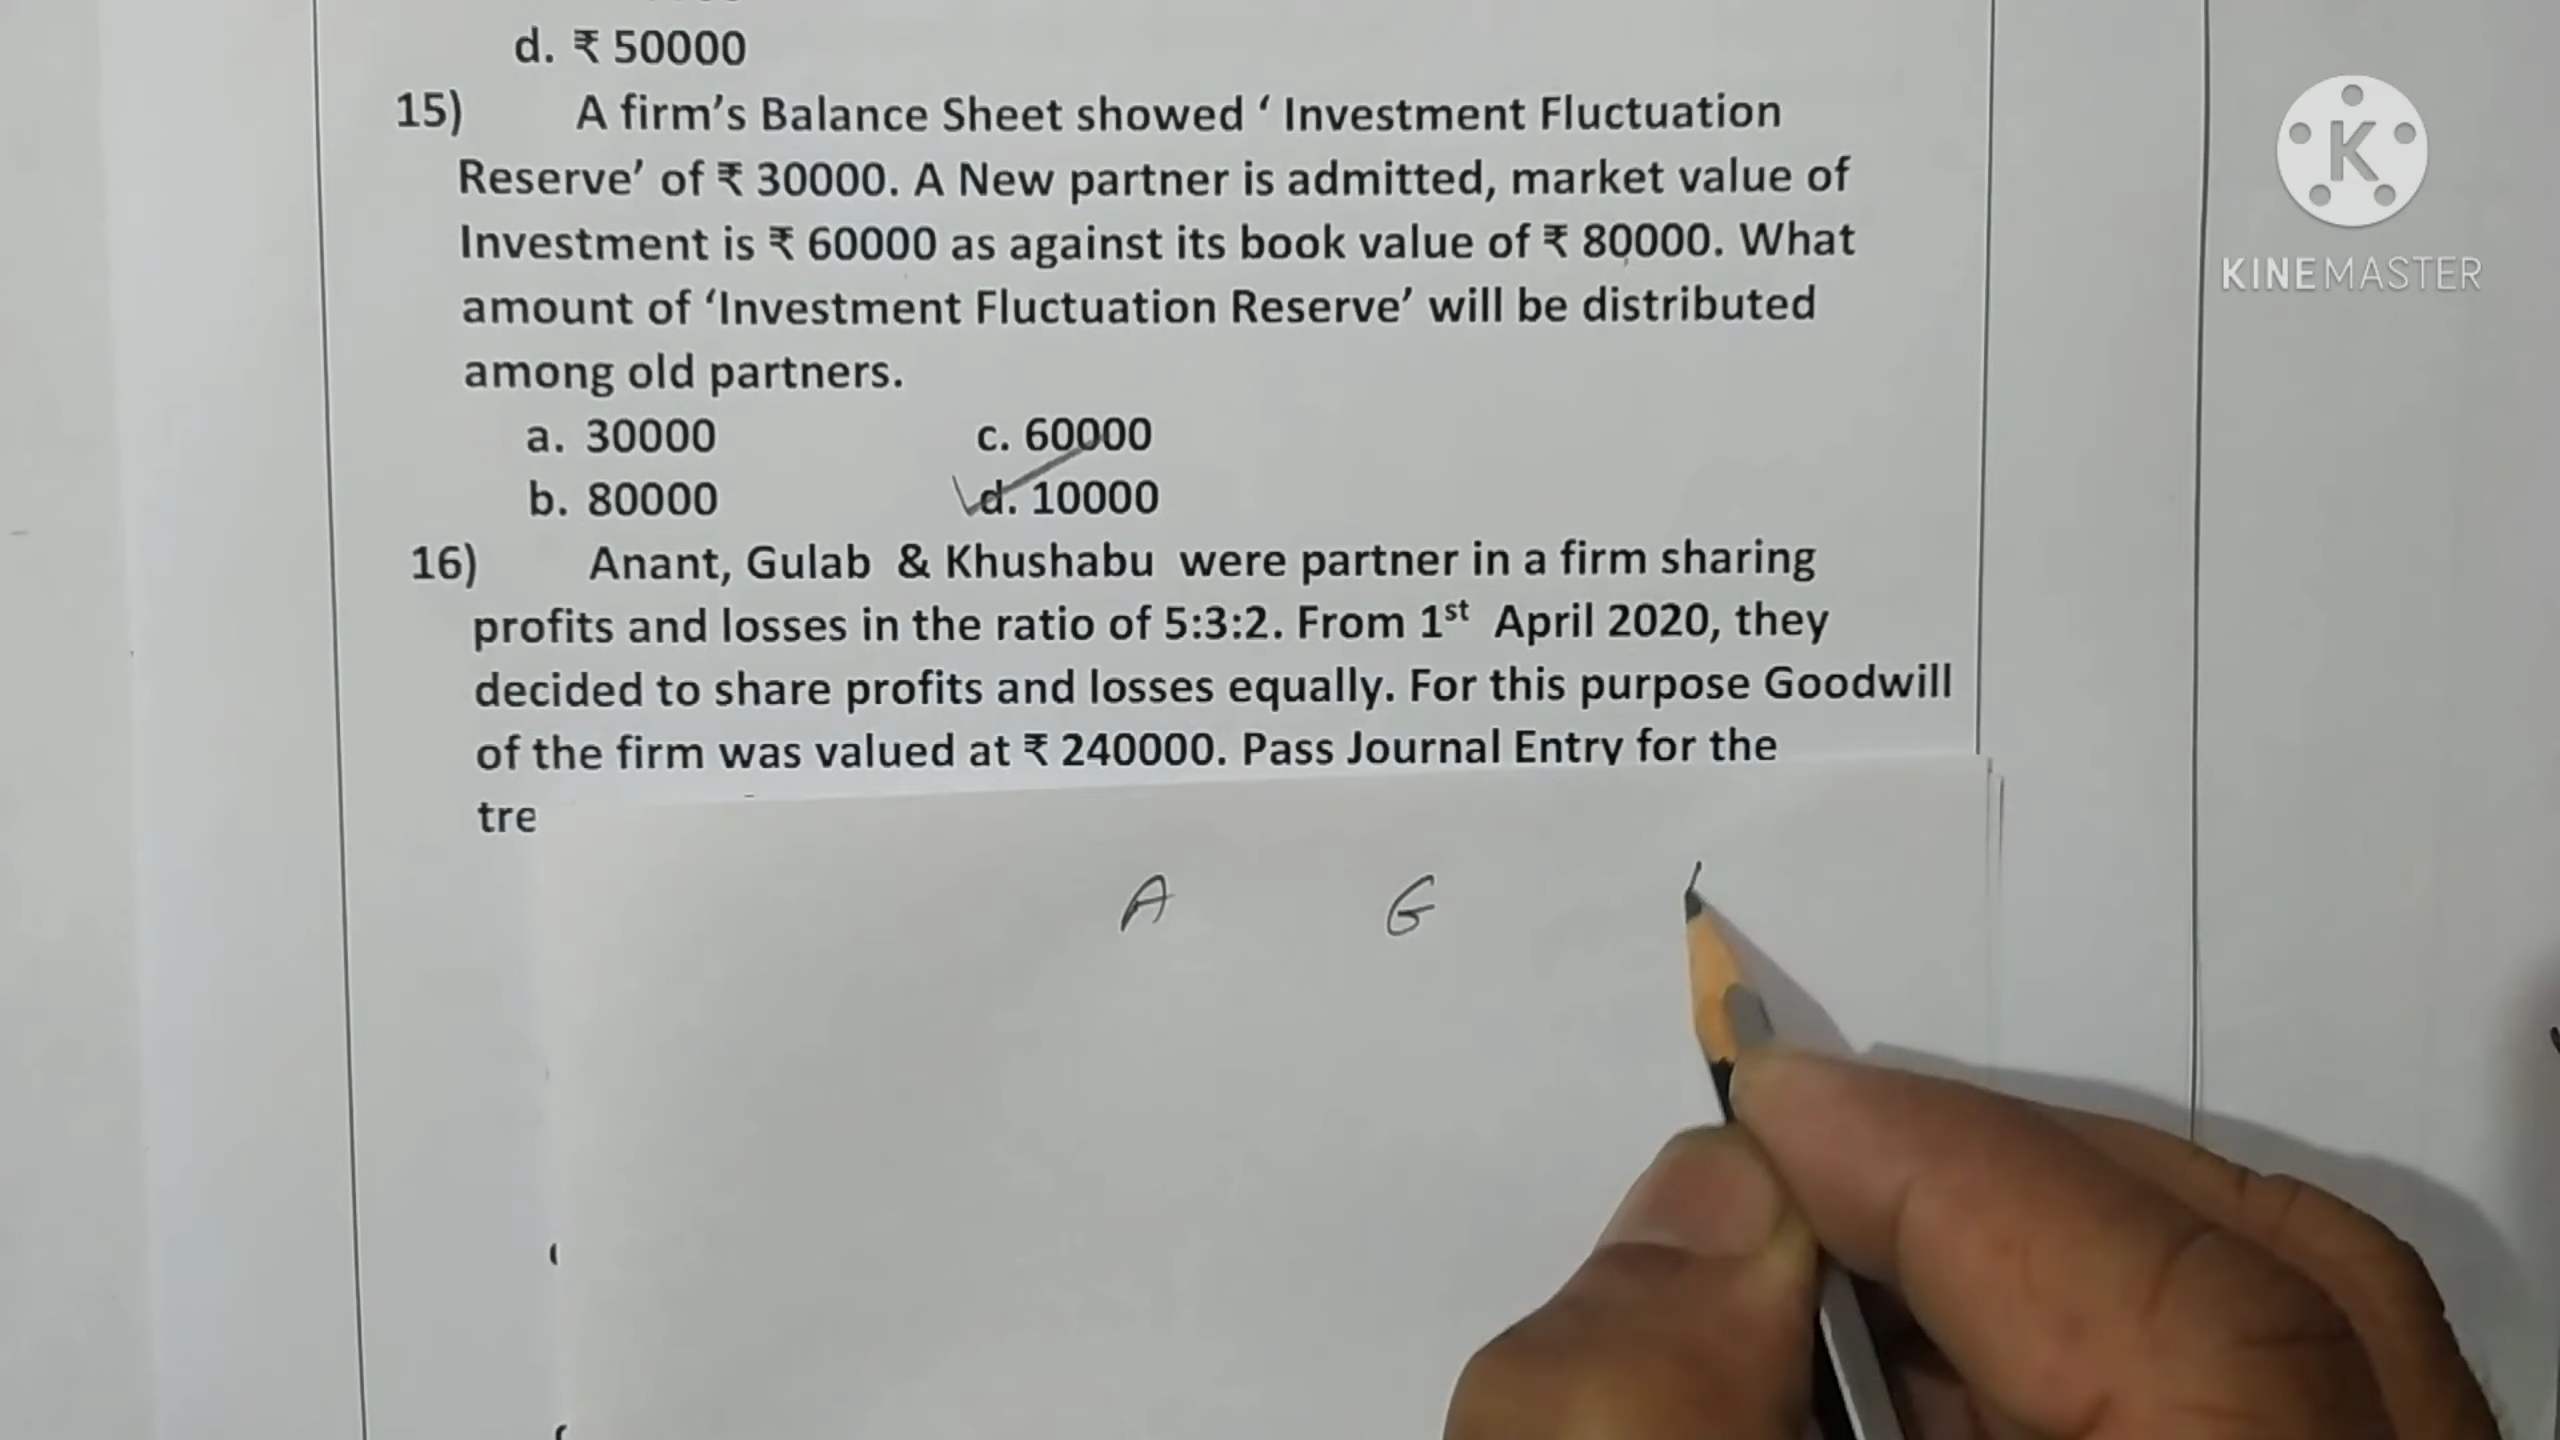 d. ₹ 50000
15) A firm's Balance Sheet showed ‘ Investment Fluctuation
Reserve’ of ₹ 30000. A New partner is admitted, market value of
Investment is ₹ 60000 as against its book value of ₹ 80000. What
amount of ‘Investment Fluctuation Reserve’ will be distributed
among old partners.
a. 30000 c. 60000
b. 80000 d. 10000
16) Anant, Gulab & Khushabu were partner in a firm sharing
profits and losses in the ratio of 5:3:2. From 1st April 2020, they
decided to share profits and losses equally. For this purpose Goodwill
of the firm was valued at ₹ 240000. Pass Journal Entry for the
tre
A G
K
KINEMASTER